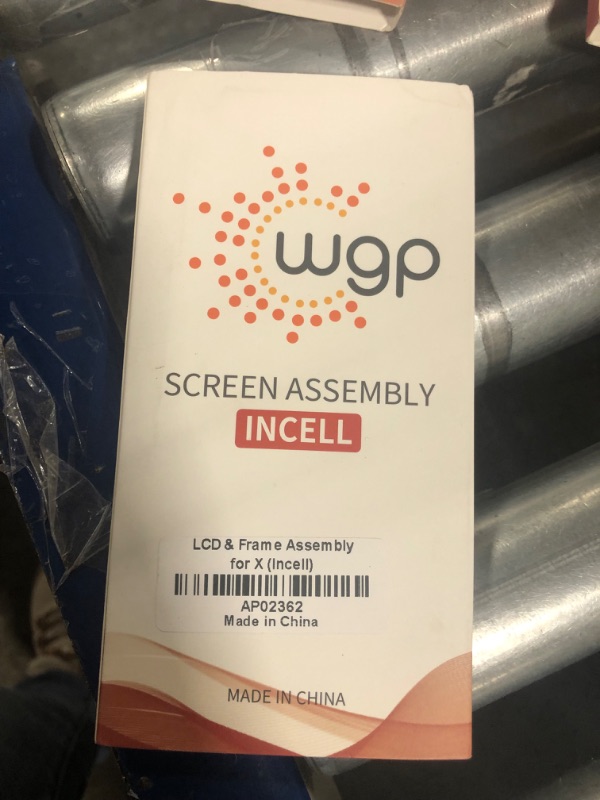 wgp
SCREEN ASSEMBLY
INCELL
LCD & Frame Assembly
for X (Incell)
AP02362
Made in China
MADE IN CHINA